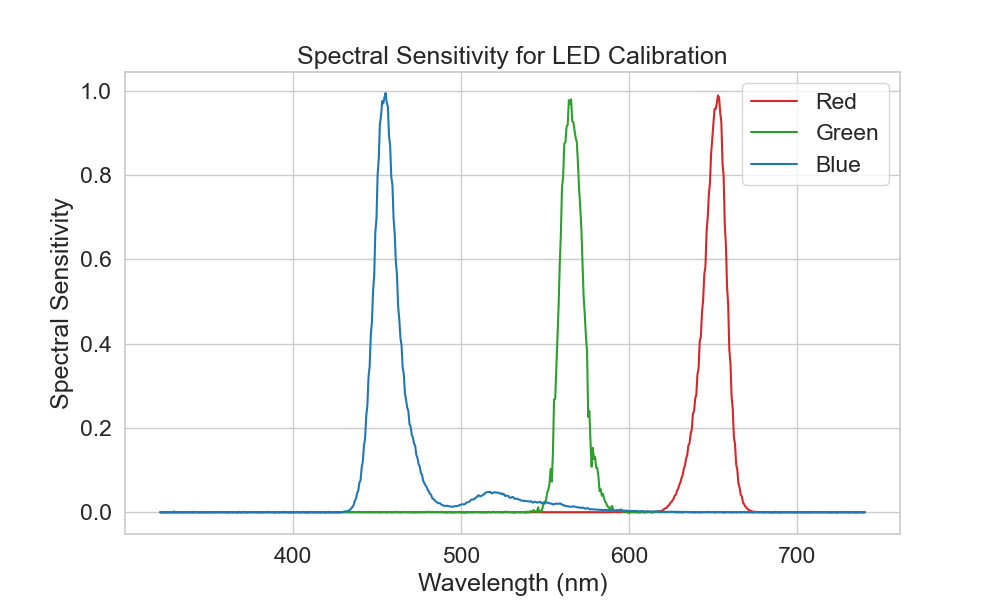 Spectral Sensitivity for LED Calibration
Red
Green
Blue
1.0
0.8
0.6
0.4
0.2
0.0
Spectral Sensitivity
400
500
600
700
Wavelength (nm)